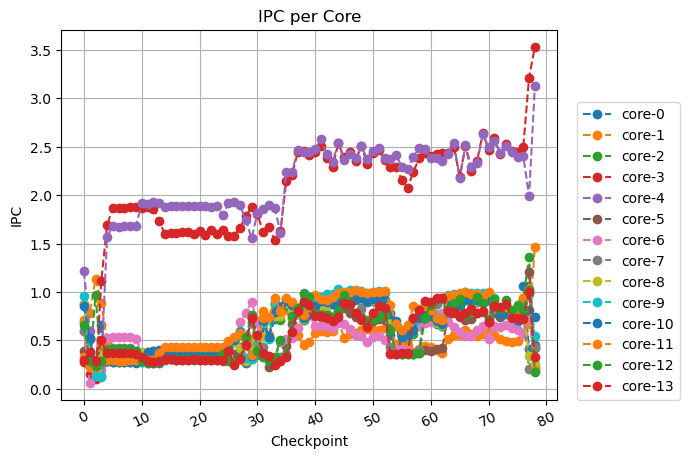 IPC per Core
IPC
3.5
3.0
2.5
2.0
1.5
1.0
0.5
0.0
0 10 20 30 40 50 60 70 80
Checkpoint
core-0
core-1
core-2
core-3
core-4
core-5
core-6
core-7
core-8
core-9
core-10
core-11
core-12
core-13